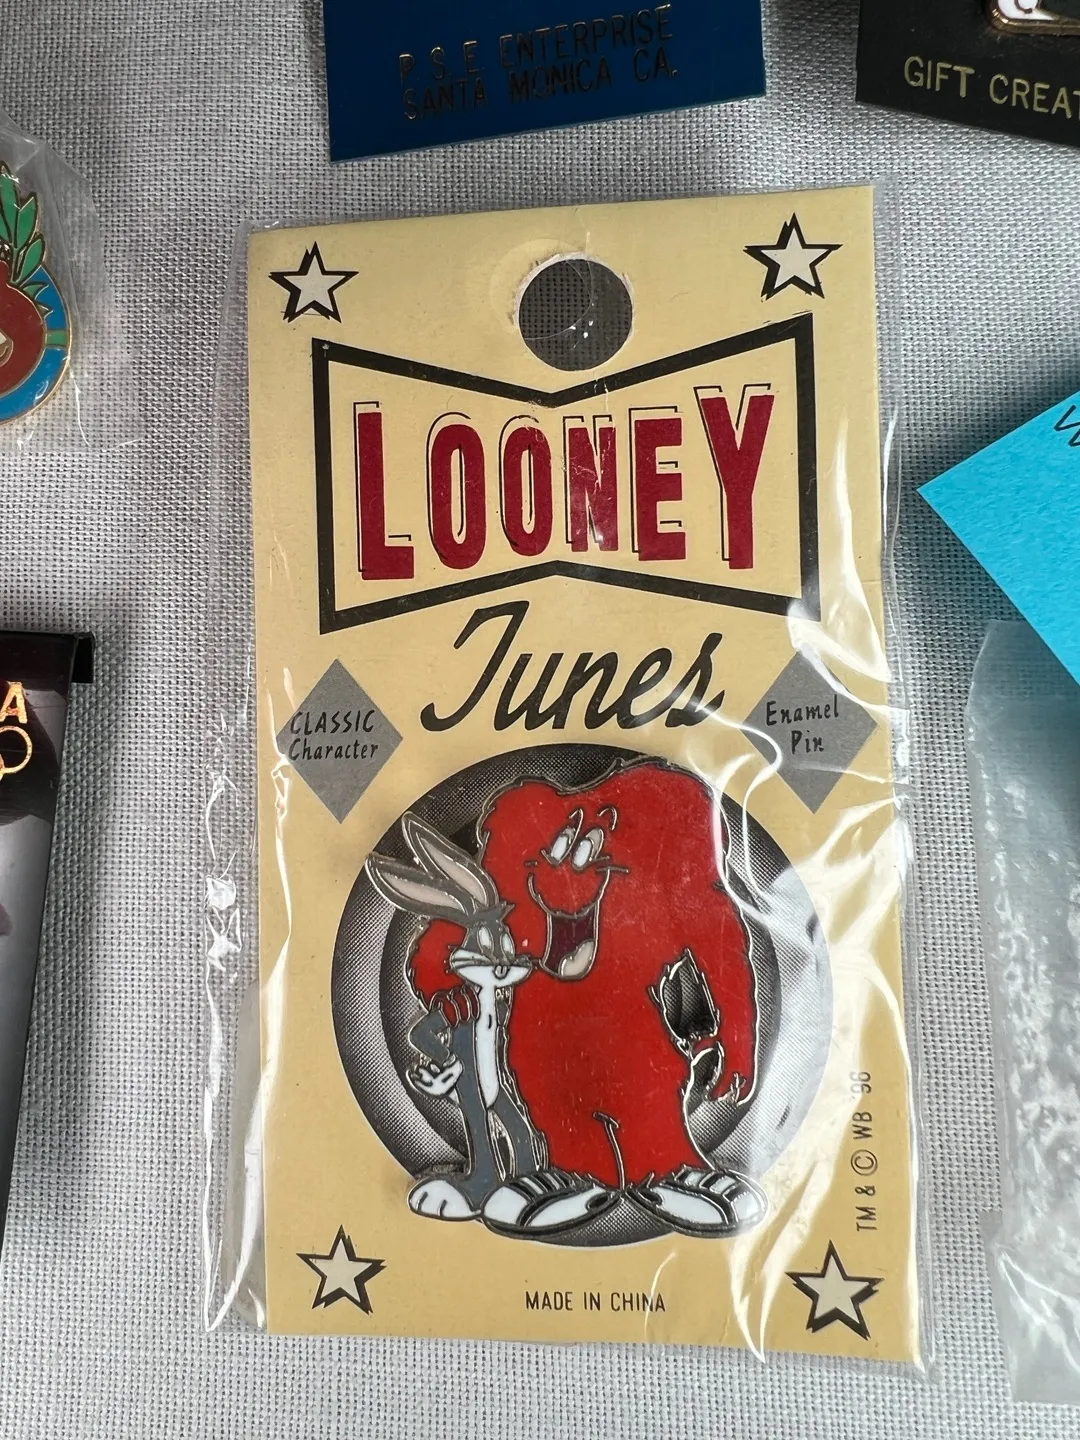 P. S. E. ENTERPRISE
SANTA MONICA CA.
GIFT CREAT
LOONEY
Tunes
CLASSIC
Character
Enamel
Pin
TM & © WB '96
MADE IN CHINA
A